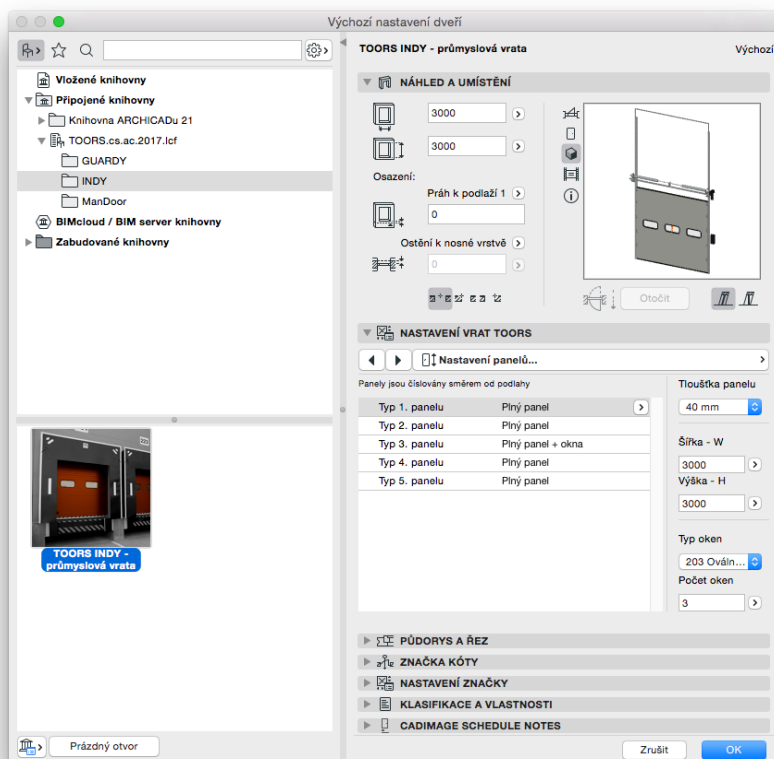 Výchozí nastavení dveří
TOORS INDY - průmyslová vrata
Výchozí
Vložené knihovny
Připojené knihovny
Knihovna ARCHICADu 21
TOORS.cs.ac.2017.lcf
GUARDY
INDY
ManDoor
BIMcloud / BIM server knihovny
Zabudované knihovny
TOORS INDY -
průmyslová vrata
Prázdný otvor
NÁHLED A UMÍSTĚNÍ
3000
3000
Osazení:
Práh k podlaží 1
0
Ostění k nosné vrstvě
0
Otočit
NASTAVENÍ VRAT TOORS
Nastavení panelů...
Panely jsou číslovány směrem od podlahy
Typ 1. panelu Plný panel
Typ 2. panelu Plný panel
Typ 3. panelu Plný panel + okna
Typ 4. panelu Plný panel
Typ 5. panelu Plný panel
Tloušťka panelu
40 mm
Šířka - W
3000
Výška - H
3000
Typ oken
203 Ováln...
Počet oken
3
PŮDORYS A ŘEZ
ZNAČKA KÓTY
NASTAVENÍ ZNAČKY
KLASIFIKACE A VLASTNOSTI
CADIMAGE SCHEDULE NOTES
Zrušit
OK